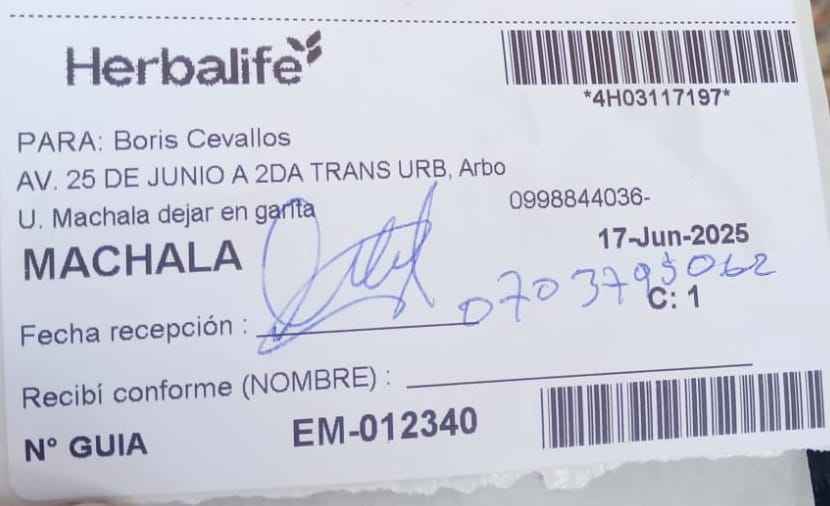 Herbalife
*4H03117197*
PARA: Boris Cevallos
AV. 25 DE JUNIO A 2DA TRANS URB, Arbo
U. Machala dejar en garita
0998844036-
MACHALA
17-Jun-2025
0703795062
C: 1
Fecha recepción :
Recibí conforme (NOMBRE) :
N° GUIA
EM-012340